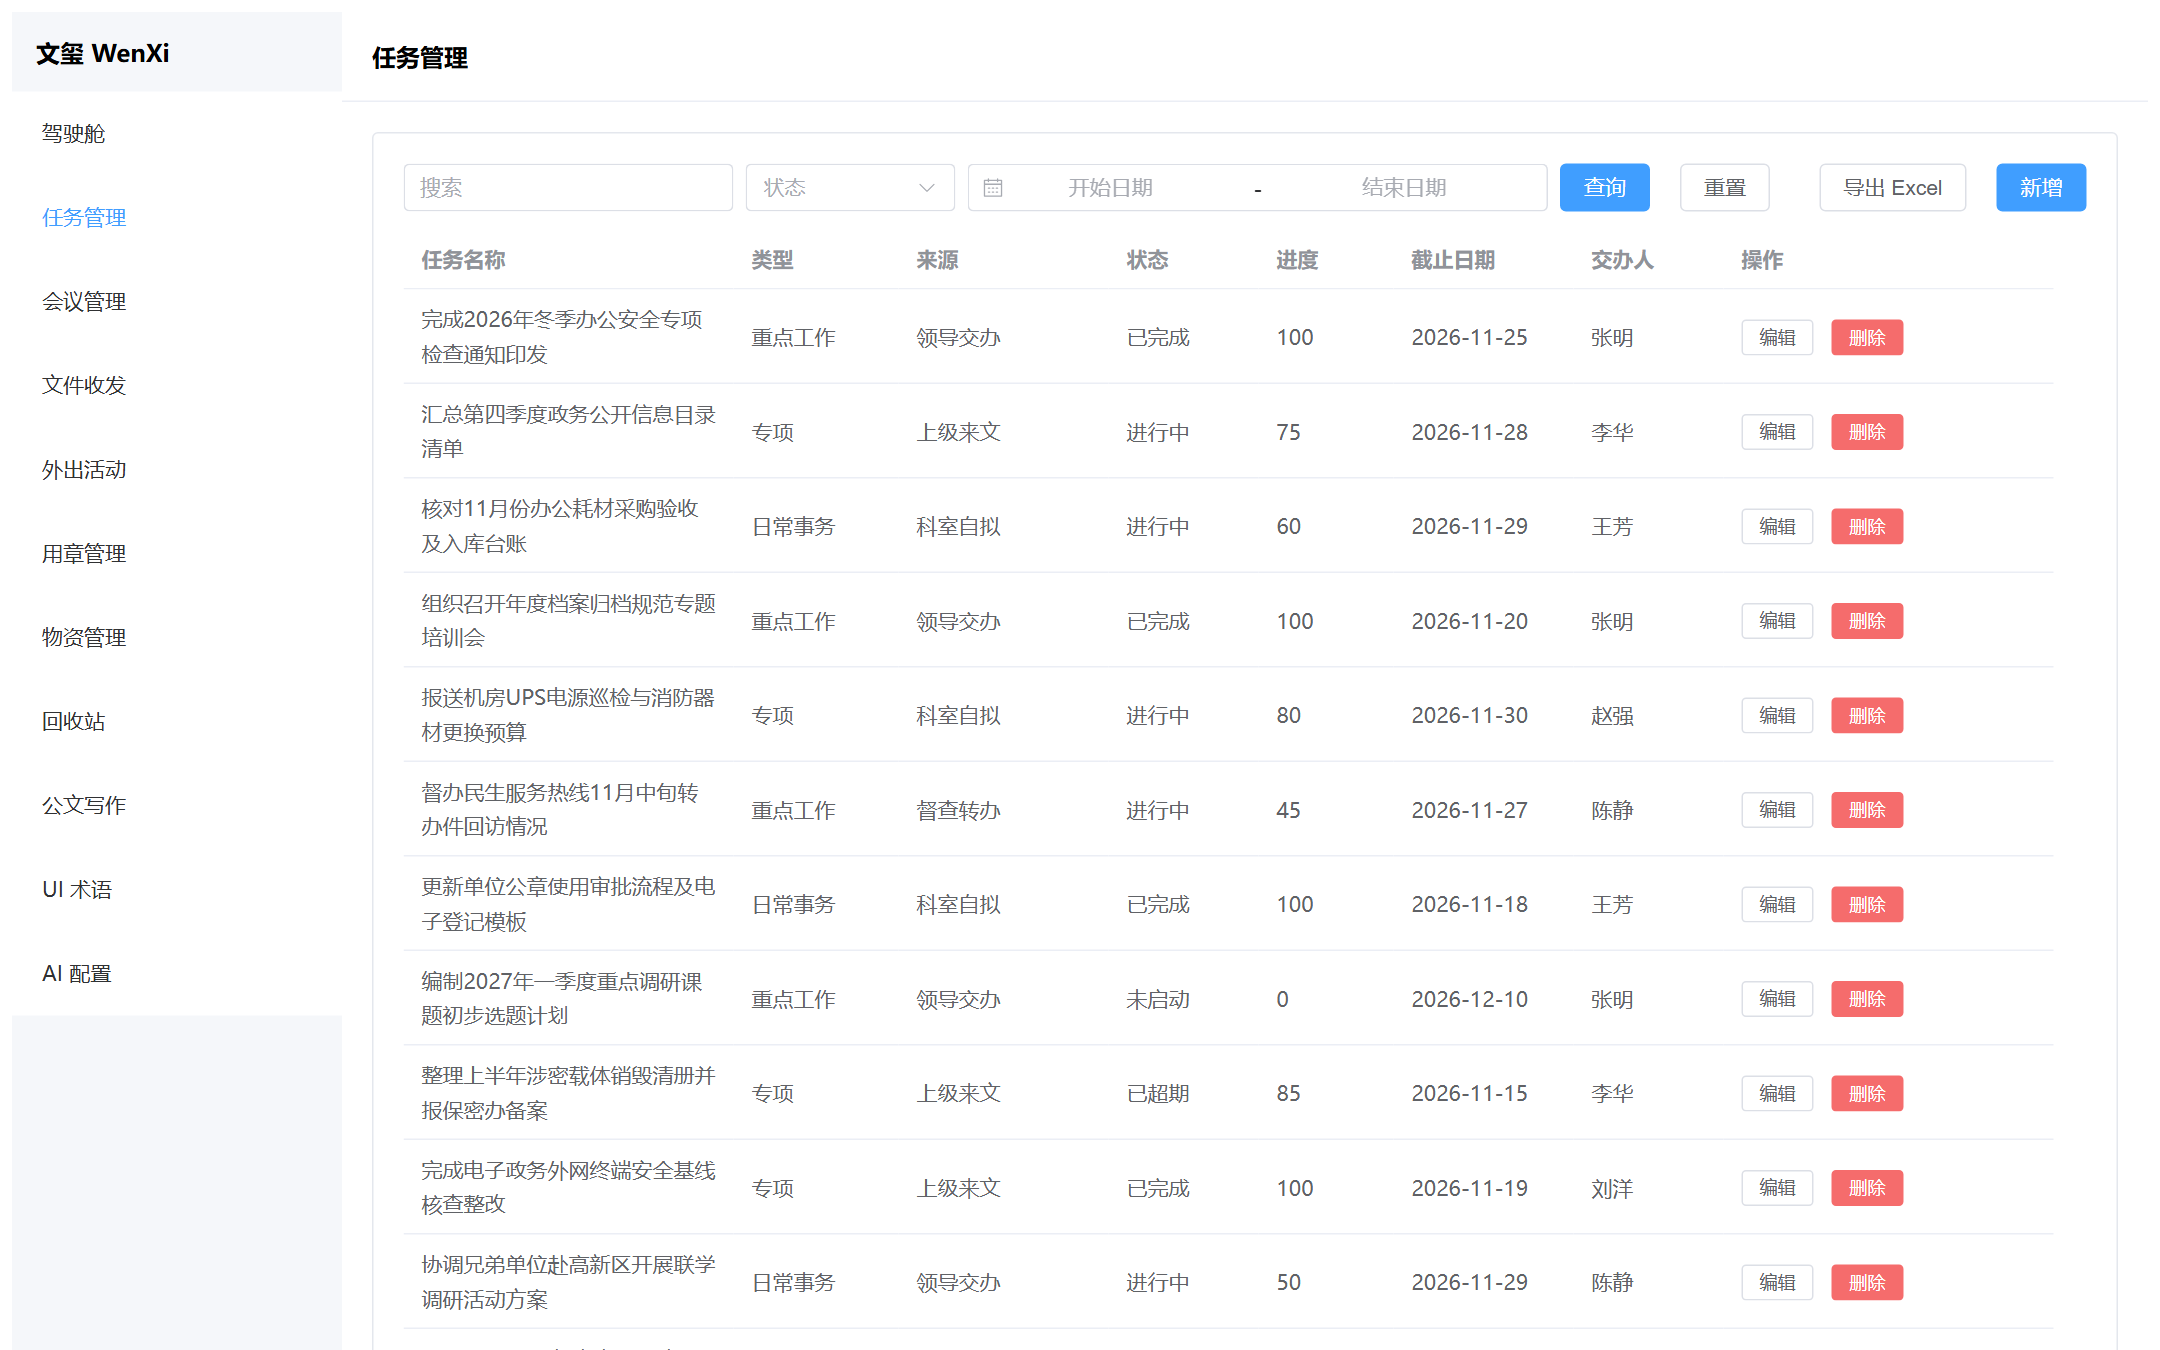 文玺 WenXi
驾驶舱
任务管理
会议管理
文件收发
外出活动
用章管理
物资管理
回收站
公文写作
UI 术语
AI 配置
任务管理
搜索 状态 开始日期 - 结束日期 查询 重置 导出 Excel 新增
任务名称 类型 来源 状态 进度 截止日期 交办人 操作
完成2026年冬季办公安全专项
检查通知印发
重点工作 领导交办 已完成 100 2026-11-25 张明 编辑 删除
汇总第四季度政务公开信息目录
清单
专项 上级来文 进行中 75 2026-11-28 李华 编辑 删除
核对11月份办公耗材采购验收
及入库台账
日常事务 科室自拟 进行中 60 2026-11-29 王芳 编辑 删除
组织召开年度档案归档规范专题
培训会
重点工作 领导交办 已完成 100 2026-11-20 张明 编辑 删除
报送机房UPS电源巡检与消防器
材更换预算
专项 科室自拟 进行中 80 2026-11-30 赵强 编辑 删除
督办民生服务热线11月中旬转
办件回访情况
重点工作 督查转办 进行中 45 2026-11-27 陈静 编辑 删除
更新单位公章使用审批流程及电
子登记模板
日常事务 科室自拟 已完成 100 2026-11-18 王芳 编辑 删除
编制2027年一季度重点调研课
题初步选题计划
重点工作 领导交办 未启动 0 2026-12-10 张明 编辑 删除
整理上半年涉密载体销毁清册并
报保密办备案
专项 上级来文 已超期 85 2026-11-15 李华 编辑 删除
完成电子政务外网终端安全基线
核查整改
专项 上级来文 已完成 100 2026-11-19 刘洋 编辑 删除
协调兄弟单位赴高新区开展联学
调研活动方案
日常事务 领导交办 进行中 50 2026-11-29 陈静 编辑 删除